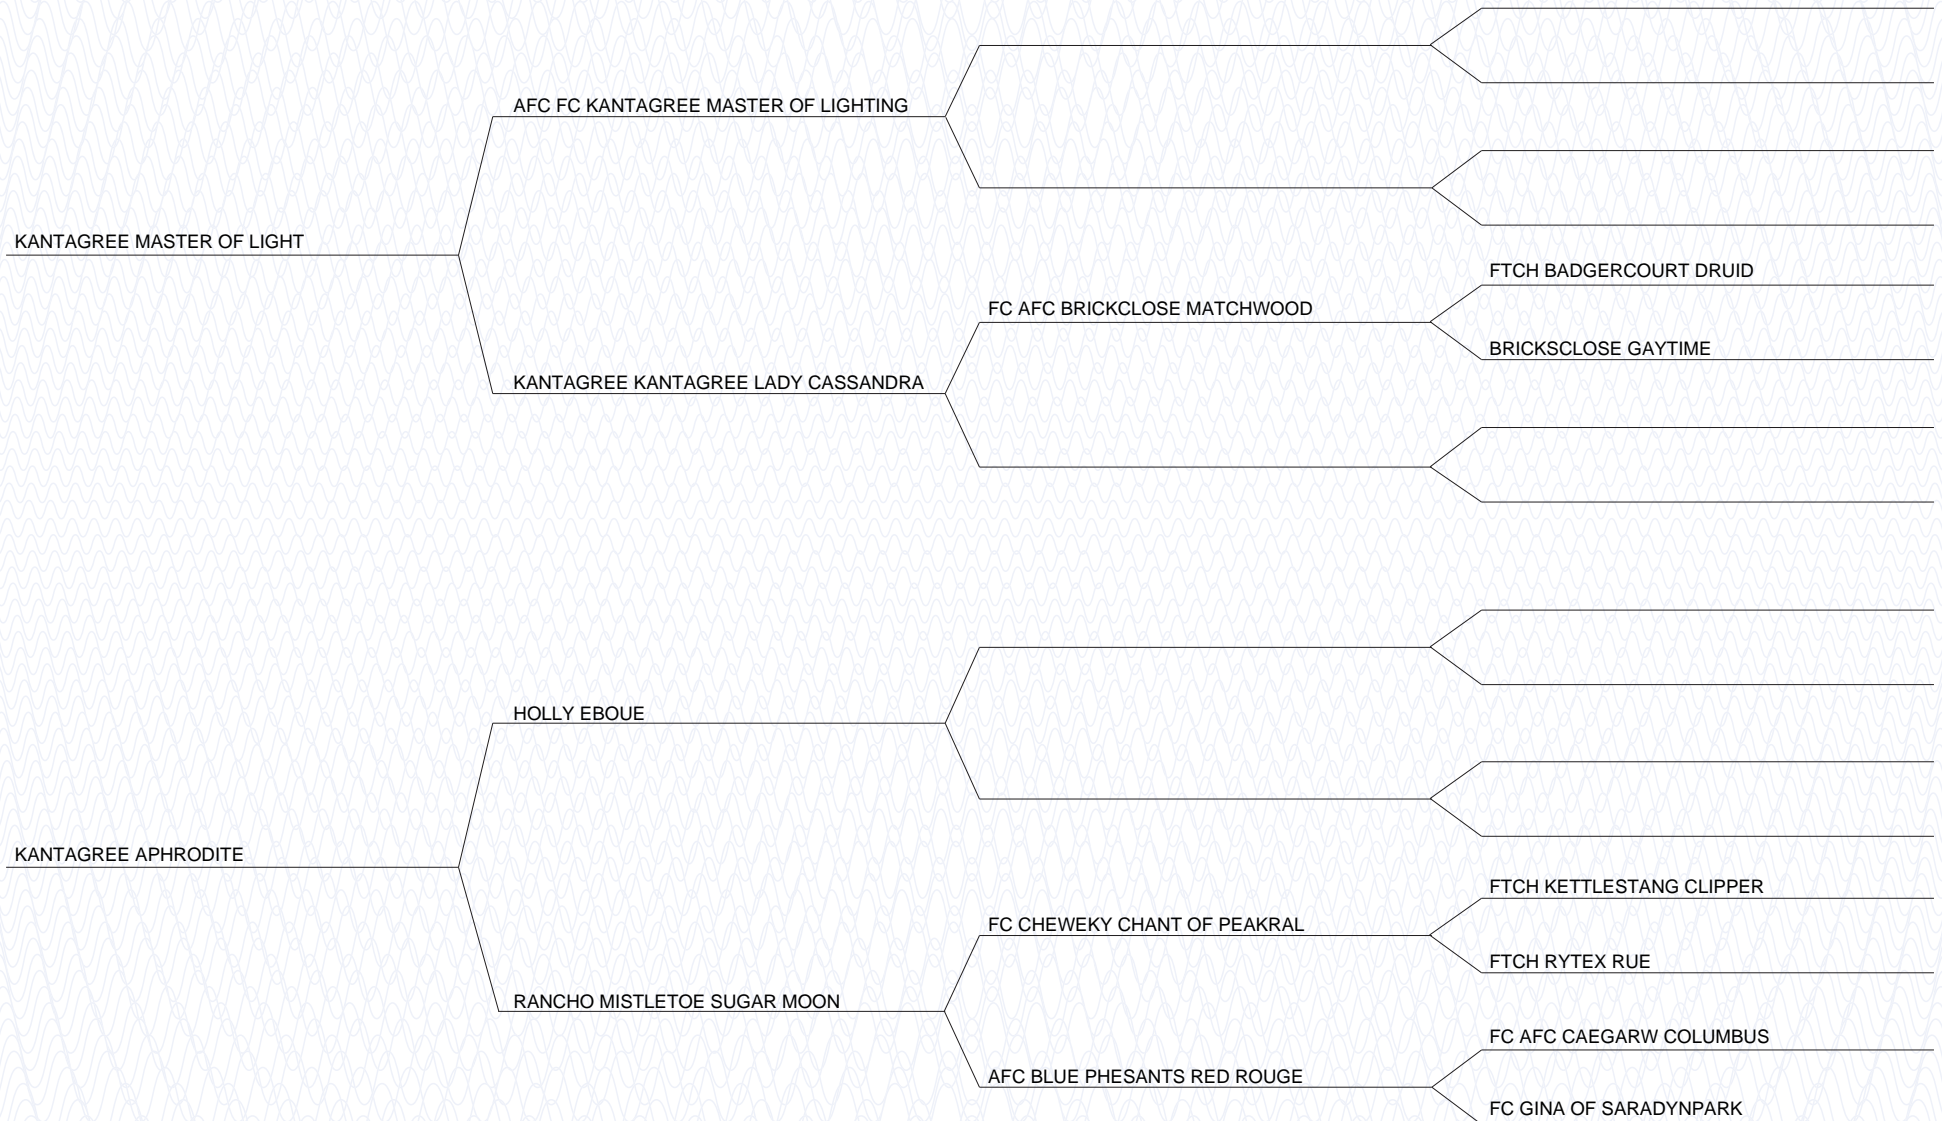 AFC FC KANTAGREE MASTER OF LIGHTING
KANTAGREE MASTER OF LIGHT
FTCH BADGERCOURT DRUID
FC AFC BRICKCLOSE MATCHWOOD
BRICKSCLOSE GAYTIME
KANTAGREE KANTAGREE LADY CASSANDRA
HOLLY EBOUE
KANTAGREE APHRODITE
FTCH KETTLESTANG CLIPPER
FC CHEWEKY CHANT OF PEAKRAL
FTCH RYTEX RUE
RANCHO MISTLETOE SUGAR MOON
FC AFC CAEGARW COLUMBUS
AFC BLUE PHESANTS RED ROUGE
FC GINA OF SARADYNPARK